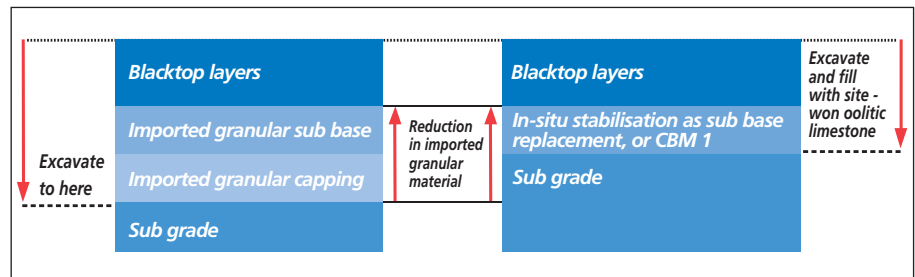 Blacktop layers
Imported granular sub base
Imported granular capping
Sub grade
Excavate
to here
Reduction
in imported
granular
material
Blacktop layers
In-situ stabilisation as sub base
replacement, or CBM 1
Sub grade
Excavate
and fill
with site -
won oolitic
limestone